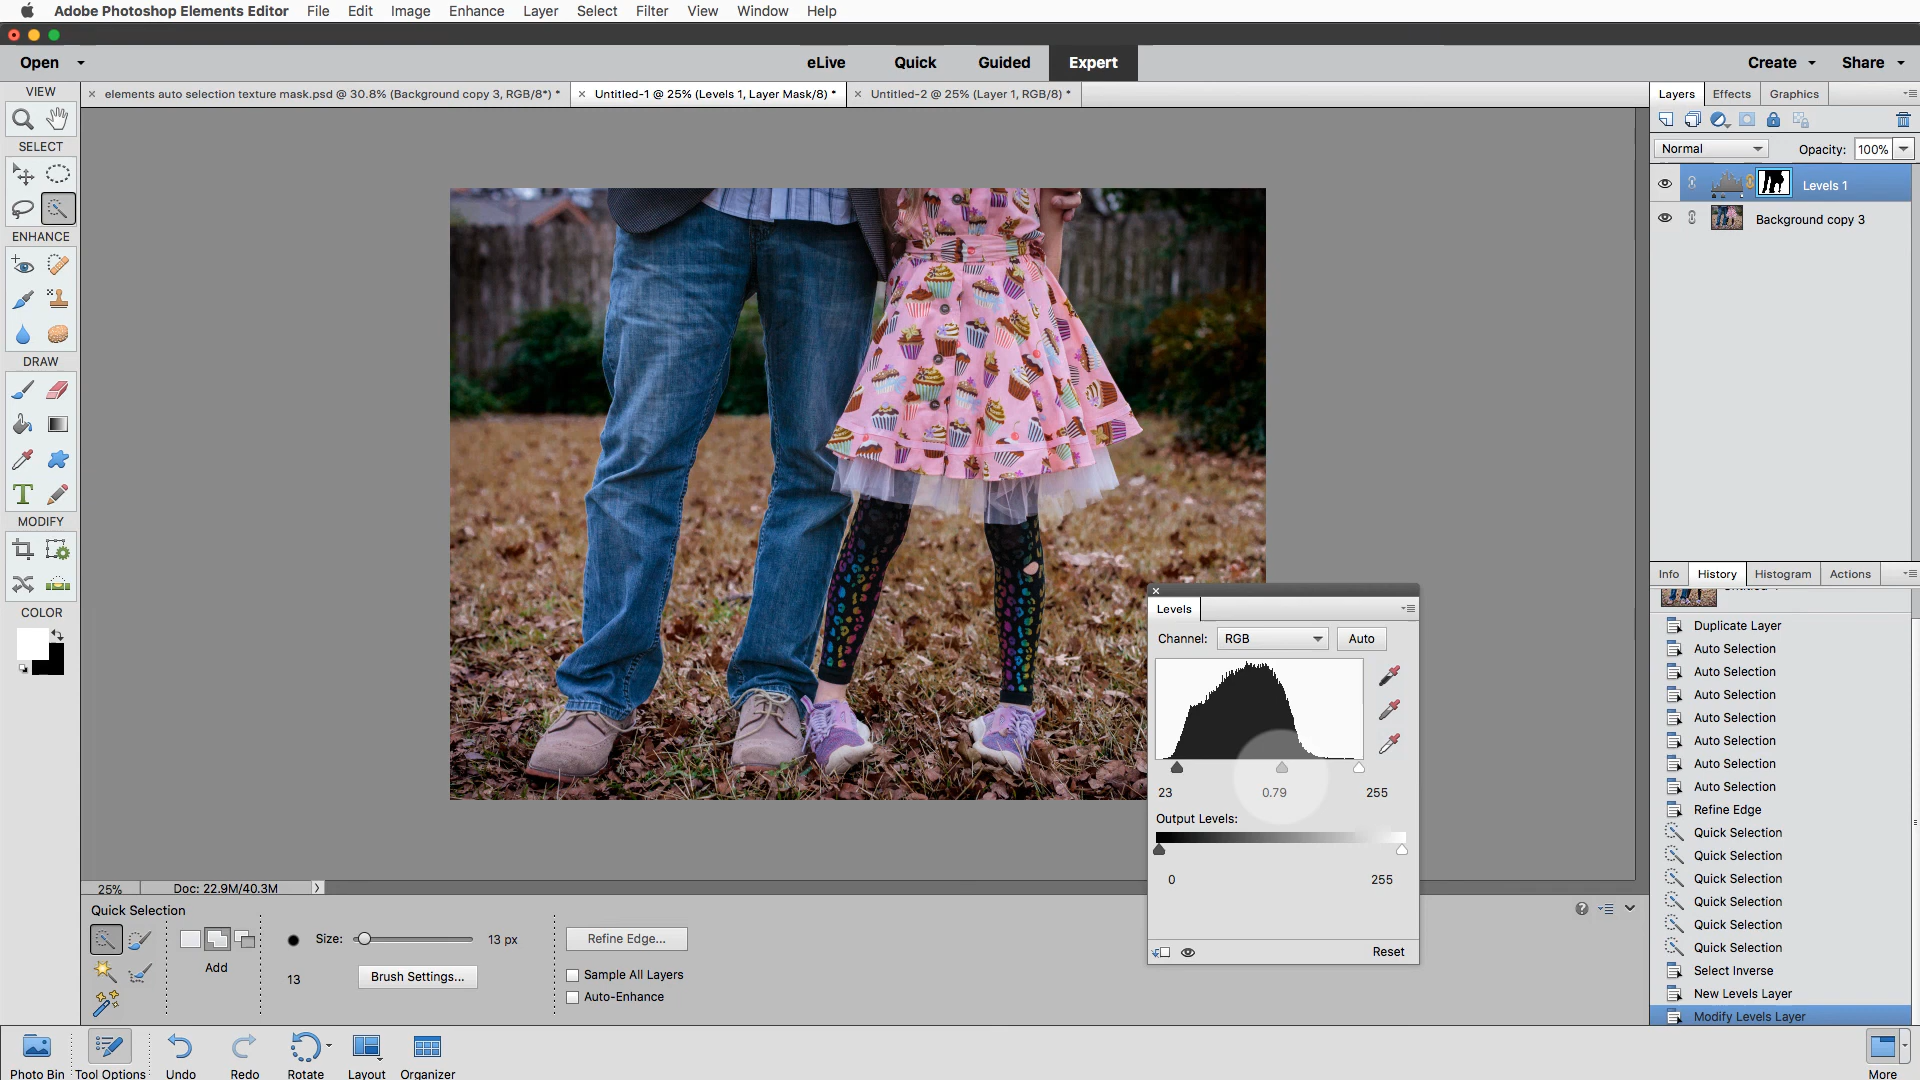 Adobe Photoshop Elements Editor File Edit Image Enhance Layer Select Filter View Window Help
Open eLive Quick Guided Expert Create Share
VIEW
elements auto selection texture mask.psd @ 30.8% (Background copy 3, RGB/8*) *
Untitled-1 @ 25% (Levels 1, Layer Mask/8) *
Untitled-2 @ 25% (Layer 1, RGB/8) *
Layers Effects Graphics
Normal Opacity: 100%
Levels 1
Background copy 3
SELECT
ENHANCE
DRAW
MODIFY
COLOR
Info History Histogram Actions
Duplicate Layer
Auto Selection
Auto Selection
Auto Selection
Auto Selection
Auto Selection
Auto Selection
Auto Selection
Refine Edge
Quick Selection
Quick Selection
Quick Selection
Quick Selection
Quick Selection
Quick Selection
Select Inverse
New Levels Layer
Modify Levels Layer
Levels
Channel: RGB Auto
23 0.79 255
Output Levels:
0 255
Reset
25% Doc: 22.9M/40.3M
Quick Selection
Size: 13 px
Add
13
Brush Settings...
Refine Edge...
Sample All Layers
Auto-Enhance
Photo Bin Tool Options Undo Redo Rotate Layout Organizer More